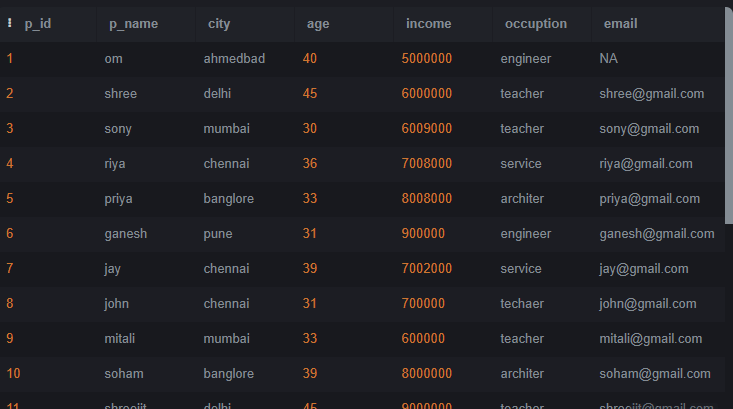 p_id p_name city age income occuption email
1 om ahmedbad 40 5000000 engineer NA
2 shree delhi 45 6000000 teacher shree@gmail.com
3 sony mumbai 30 6009000 teacher sony@gmail.com
4 riya chennai 36 7008000 service riya@gmail.com
5 priya banglore 33 8008000 architer priya@gmail.com
6 ganesh pune 31 900000 engineer ganesh@gmail.com
7 jay chennai 39 7002000 service jay@gmail.com
8 john chennai 31 700000 techaer john@gmail.com
9 mitali mumbai 33 600000 teacher mitali@gmail.com
10 soham banglore 39 8000000 architer soham@gmail.com
11 shreejit delhi 45 9000000 teacher shreejit@gmail.com